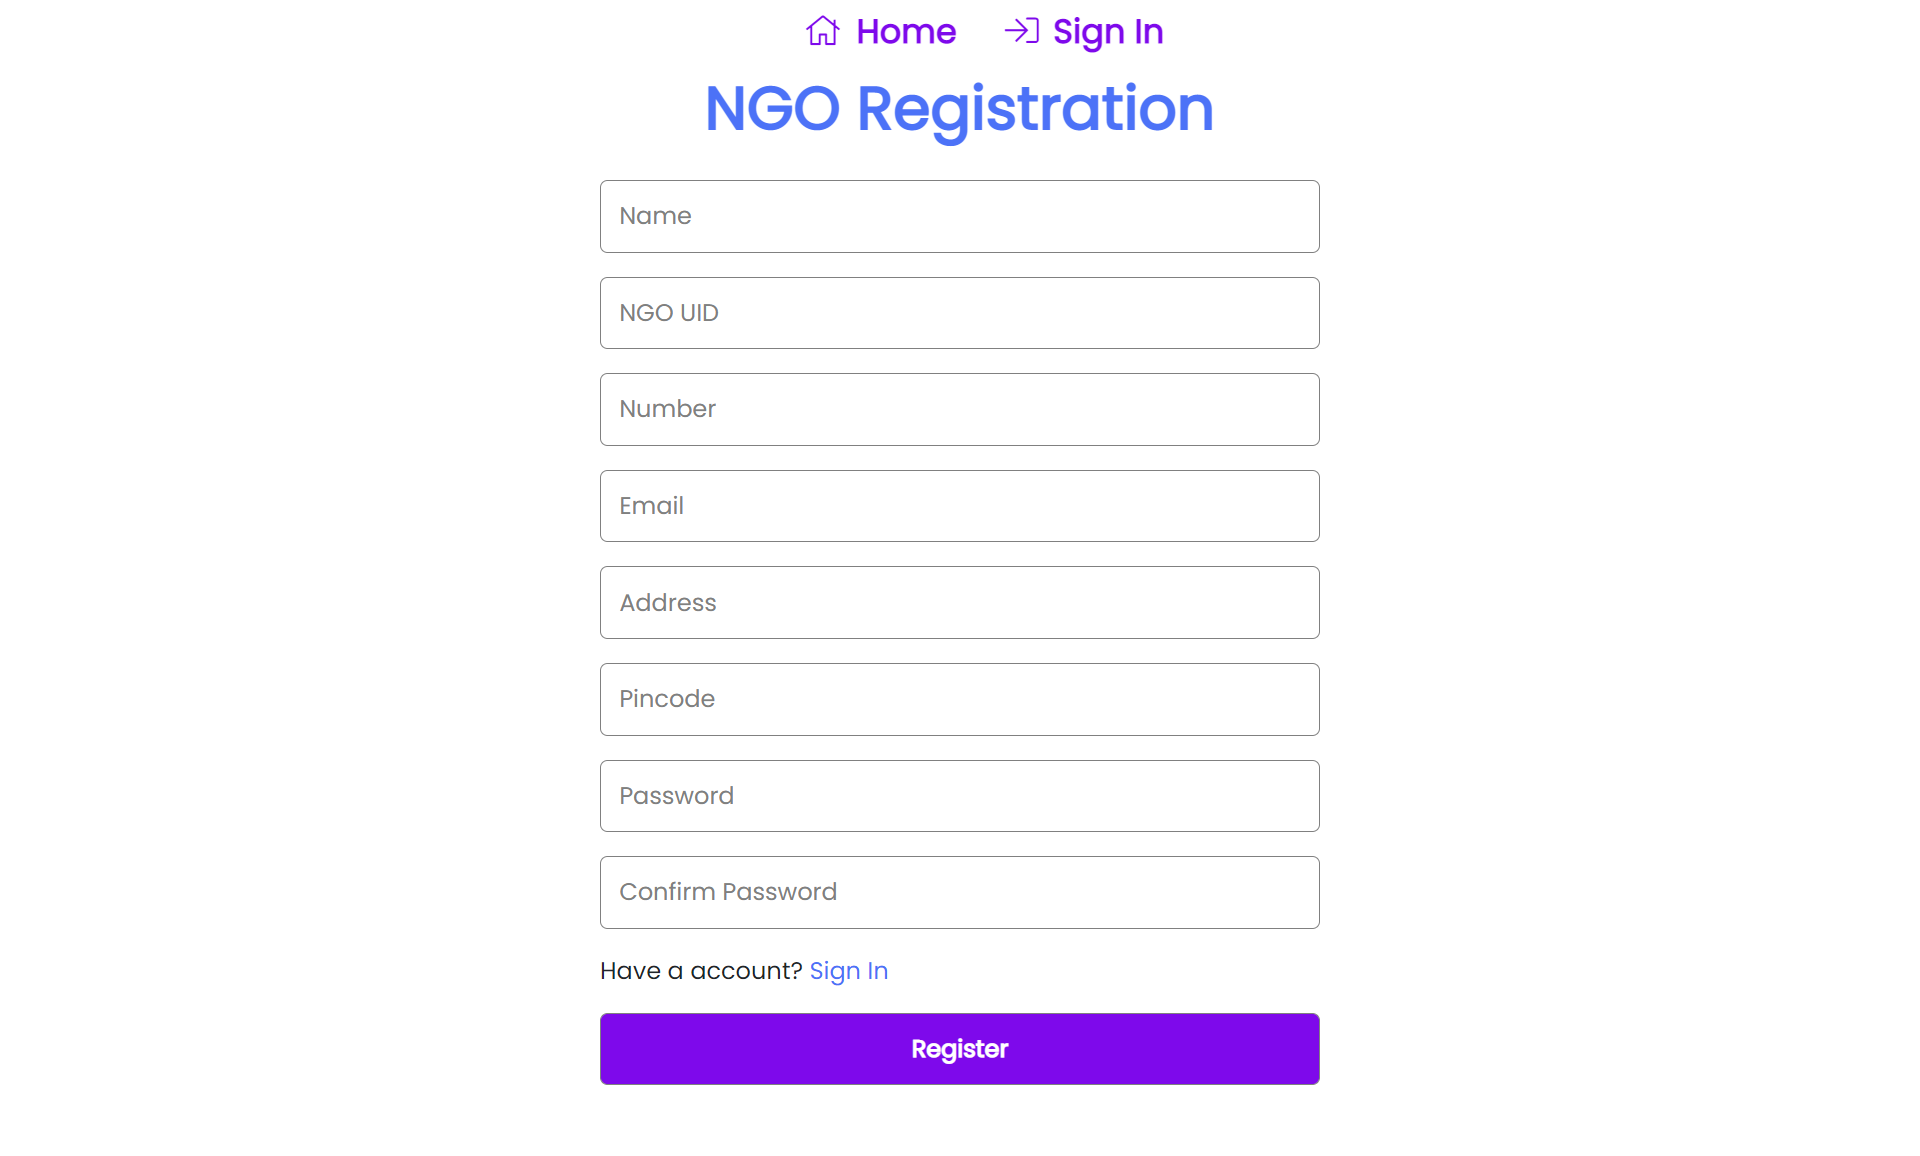 Home Sign In
NGO Registration
Name
NGO UID
Number
Email
Address
Pincode
Password
Confirm Password
Have a account? Sign In
Register